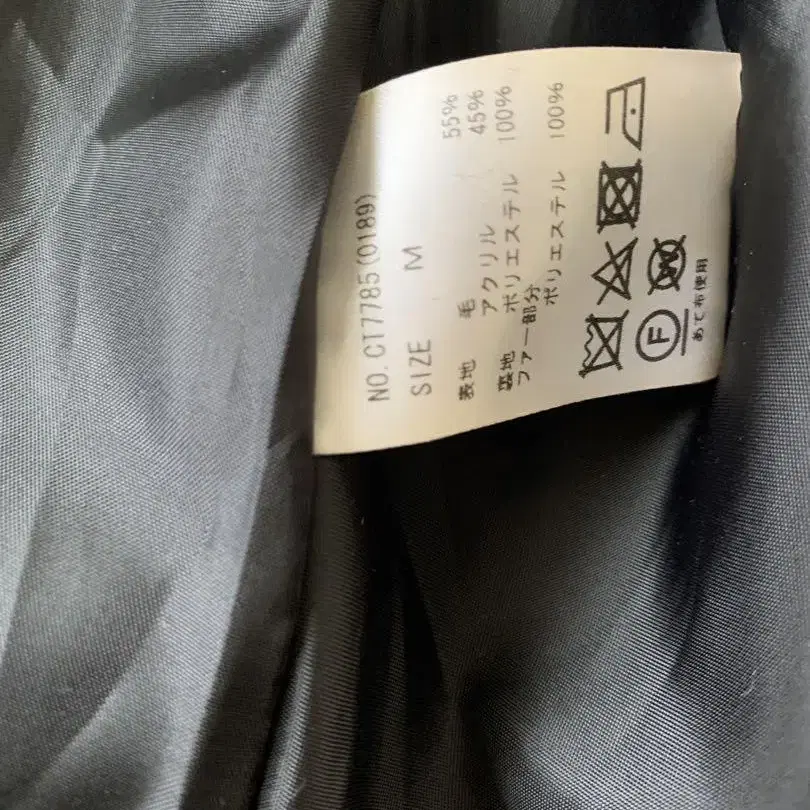 NO. CT7785(0189)
SIZE M
表地 毛 55%
アクリル 45%
裏地 ポリエステル 100%
ファー部分
ポリエステル 100%
F W
あて布使用